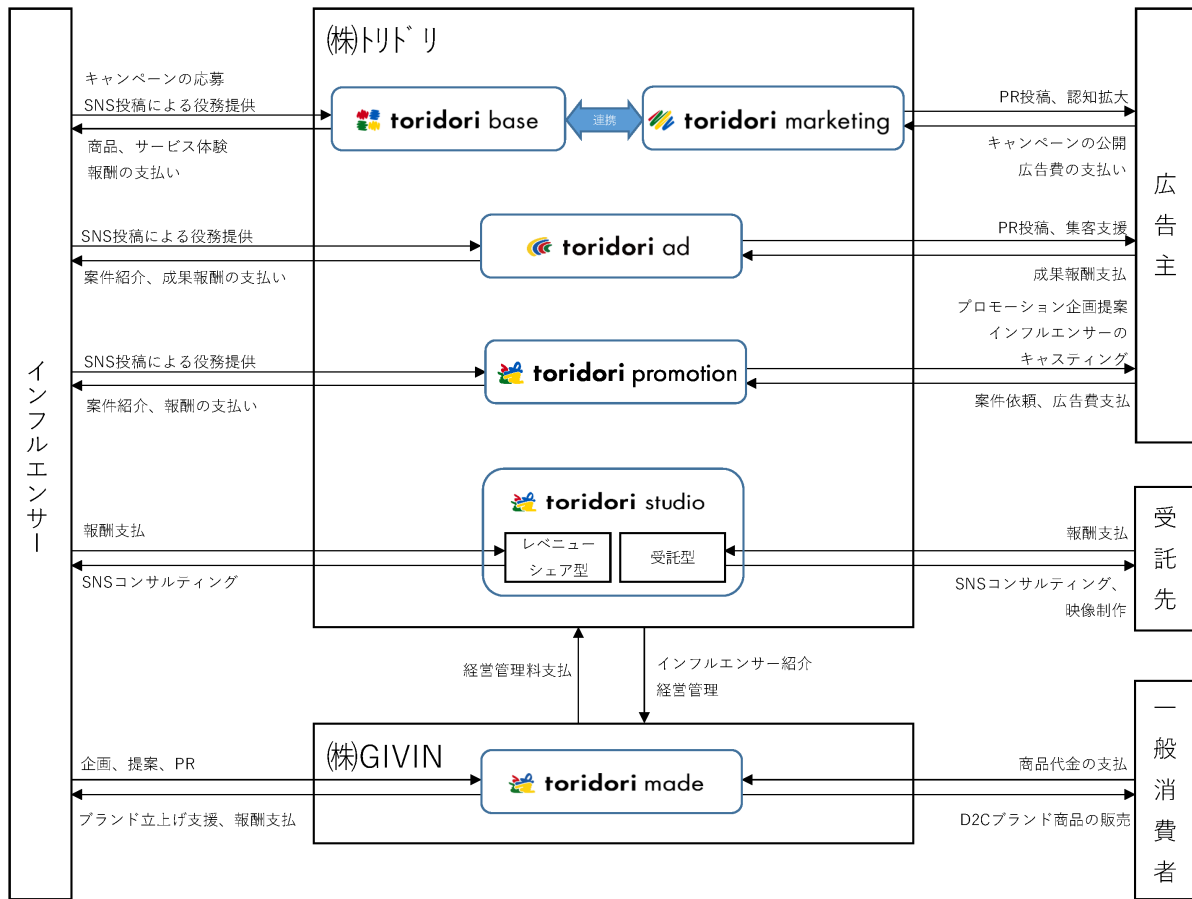 ㈱ﾄﾘﾄﾞﾘ
キャンペーンの応募
SNS投稿による役務提供
商品、サービス体験
報酬の支払い
toridori base
連携
toridori marketing
PR投稿、認知拡大
キャンペーンの公開
広告費の支払い
SNS投稿による役務提供
案件紹介、成果報酬の支払い
toridori ad
PR投稿、集客支援
成果報酬支払
SNS投稿による役務提供
案件紹介、報酬の支払い
toridori promotion
プロモーション企画提案
インフルエンサーの
キャスティング
案件依頼、広告費支払
インフルエンサー
広告主
報酬支払
SNSコンサルティング
toridori studio
レベニュー
シェア型
受託型
報酬支払
SNSコンサルティング、
映像制作
受託先
経営管理料支払
インフルエンサー紹介
経営管理
㈱GIVIN
企画、提案、PR
ブランド立上げ支援、報酬支払
toridori made
商品代金の支払
D2Cブランド商品の販売
一般消費者